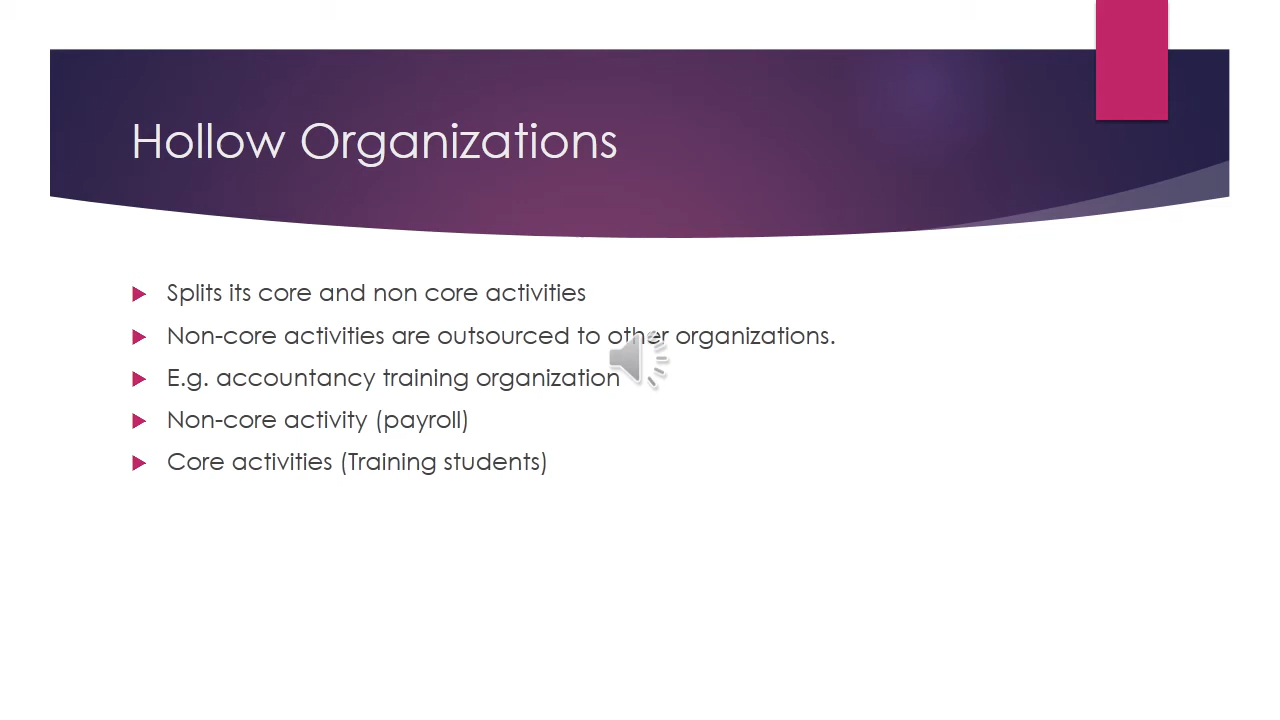 Hollow Organizations
Splits its core and non core activities
Non-core activities are outsourced to other organizations.
E.g. accountancy training organization
Non-core activity (payroll)
Core activities (Training students)